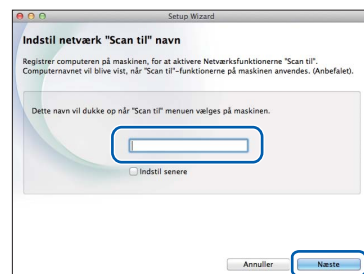 Setup Wizard
Indstil netværk "Scan til" navn
Registrer computeren på maskinen, for at aktivere Netværksfunktionerne "Scan til".
Computernavnet vil blive vist, når "Scan til"-funktionerne på maskinen anvendes. (Anbefalet).
Dette navn vil dukke op når "Scan til" menuen vælges på maskinen.
Indstil senere
Annuller
Næste